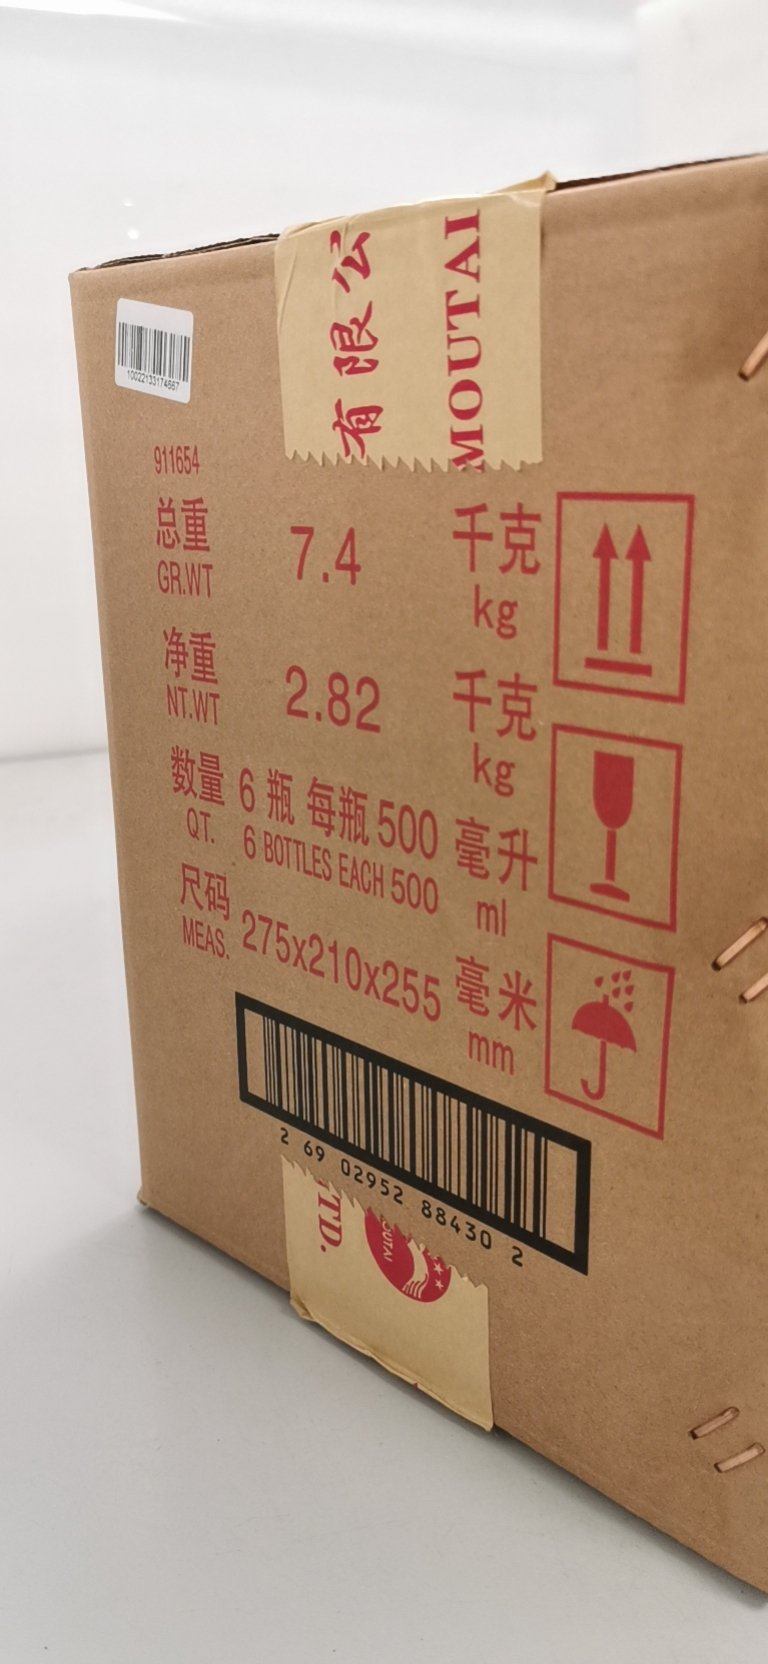 有限公
MOUTAI
10022133174667
911654
总重 7.4 千克
GR.WT kg
净重 2.82 千克
NT.WT kg
数量 6 瓶 每瓶 500 毫升
QT. 6 BOTTLES EACH 500 ml
尺码 275x210x255 毫米
MEAS. mm
2 69 02952 88430 2
LTD.
MOUTAI